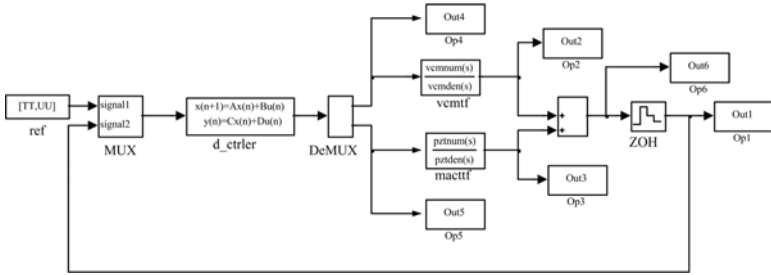 [TT,UU]
ref
signal1
signal2
MUX
x(n+1)=Ax(n)+Bu(n)
y(n)=Cx(n)+Du(n)
d_ctrler
DeMUX
Out4
Op4
vcmnum(s)
vcmden(s)
vcmtf
Out2
Op2
pztnum(s)
pztden(s)
macttf
Out3
Op3
Out5
Op5
+
+
ZOH
Out6
Op6
Out1
Op1